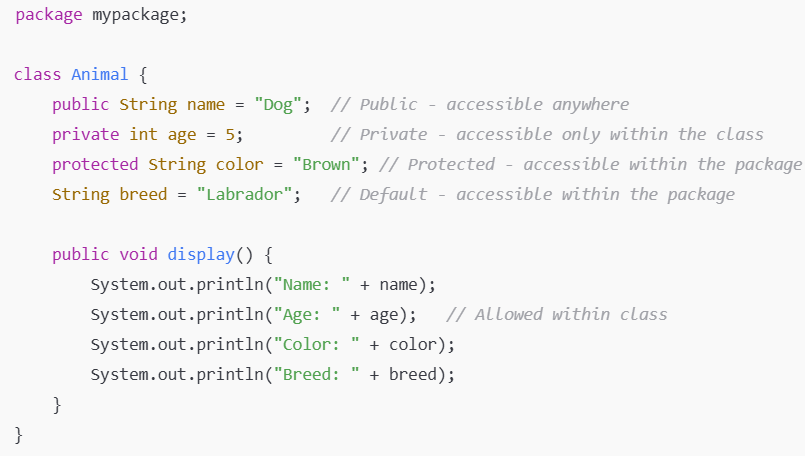 package mypackage;
class Animal {
    public String name = "Dog";  // Public - accessible anywhere
    private int age = 5;         // Private - accessible only within the class
    protected String color = "Brown"; // Protected - accessible within the package
    String breed = "Labrador";   // Default - accessible within the package
    public void display() {
        System.out.println("Name: " + name);
        System.out.println("Age: " + age);   // Allowed within class
        System.out.println("Color: " + color);
        System.out.println("Breed: " + breed);
    }
}